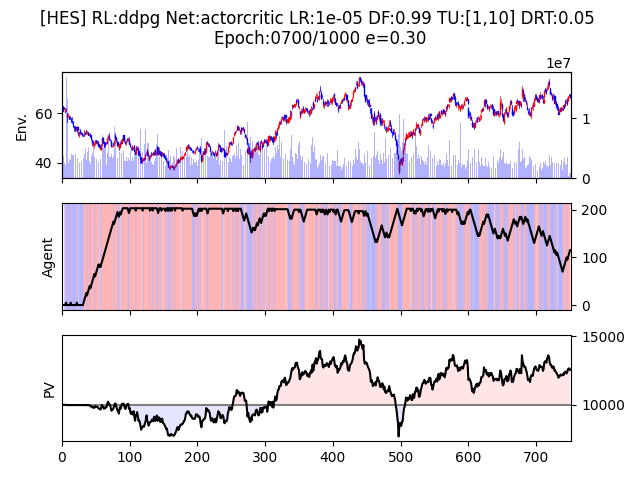 [HES] RL:ddpg Net:actorcritic LR:1e-05 DF:0.99 TU:[1,10] DRT:0.05
Epoch:0700/1000 e=0.30
1e7
Env.
60
40
1
0
Agent
200
100
0
PV
15000
10000
0 100 200 300 400 500 600 700